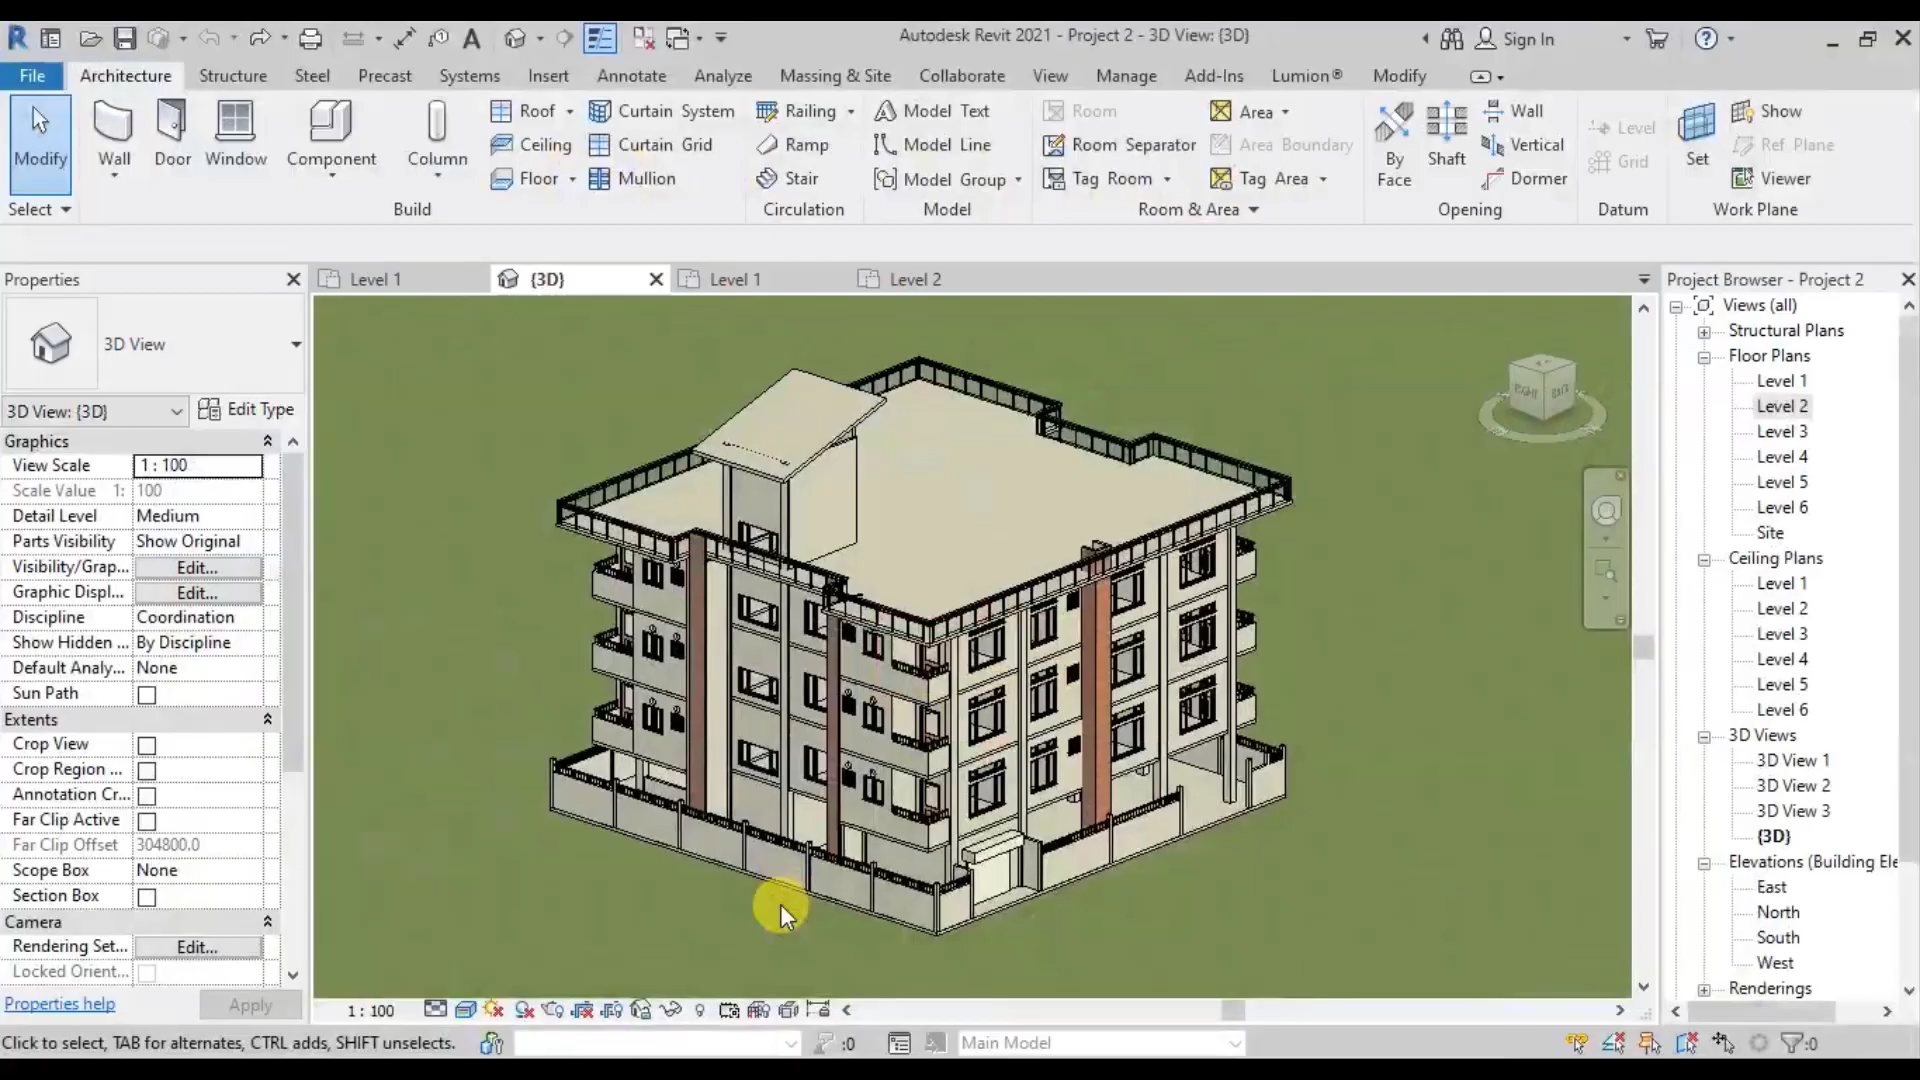 Autodesk Revit 2021 - Project 2 - 3D View: {3D}
Sign In
File Architecture Structure Steel Precast Systems Insert Annotate Analyze Massing & Site Collaborate View Manage Add-Ins Lumion® Modify
Modify
Wall
Door
Window
Component
Column
Roof
Ceiling
Floor
Curtain System
Curtain Grid
Mullion
Railing
Ramp
Stair
Model Text
Model Line
Model Group
Room
Room Separator
Tag Room
Area
Area Boundary
Tag Area
By
Face
Shaft
Wall
Vertical
Dormer
Level
Grid
Set
Show
Ref Plane
Viewer
Select Build Circulation Model Room & Area Opening Datum Work Plane
Properties
3D View
3D View: {3D} Edit Type
Graphics
View Scale 1 : 100
Scale Value 1: 100
Detail Level Medium
Parts Visibility Show Original
Visibility/Grap... Edit...
Graphic Displ... Edit...
Discipline Coordination
Show Hidden ... By Discipline
Default Analy... None
Sun Path
Extents
Crop View
Crop Region ...
Annotation Cr...
Far Clip Active
Far Clip Offset 304800.0
Scope Box None
Section Box
Camera
Rendering Set... Edit...
Locked Orient...
Properties help Apply
Level 1 {3D} Level 1 Level 2
RIGHT
1 : 100
Project Browser - Project 2
Views (all)
Structural Plans
Floor Plans
Level 1
Level 2
Level 3
Level 4
Level 5
Level 6
Site
Ceiling Plans
Level 1
Level 2
Level 3
Level 4
Level 5
Level 6
3D Views
3D View 1
3D View 2
3D View 3
{3D}
Elevations (Building Ele
East
North
South
West
Renderings
Click to select, TAB for alternates, CTRL adds, SHIFT unselects. :0 Main Model :0